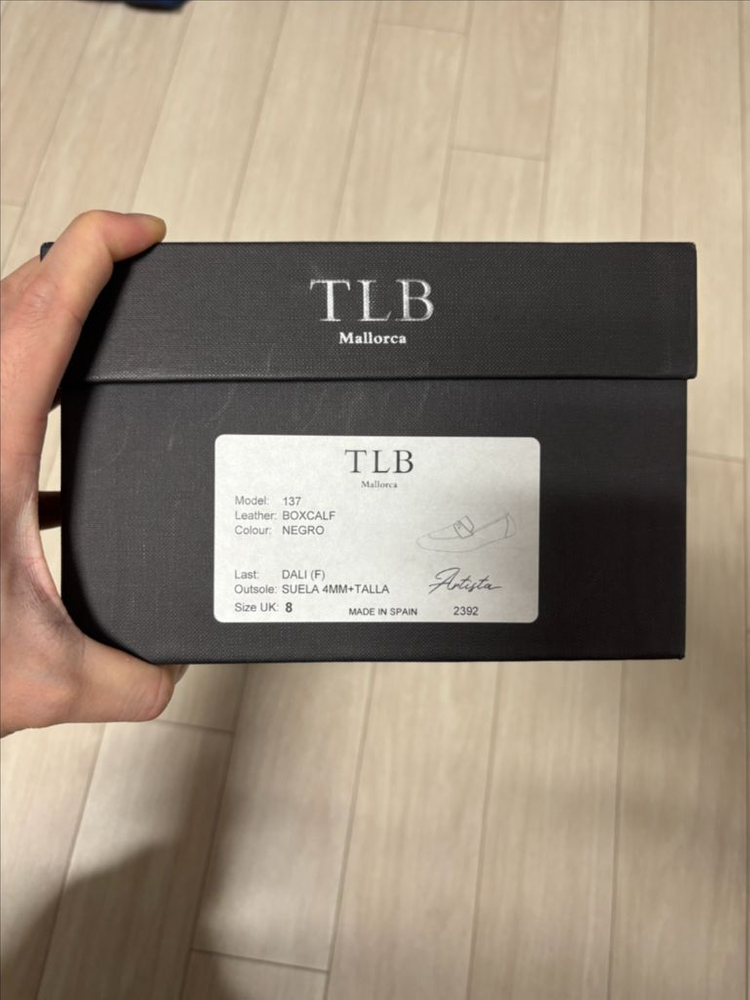 TLB
Mallorca
TLB
Mallorca
Model: 137
Leather: BOXCALF
Colour: NEGRO
Last: DALI (F)
Outsole: SUELA 4MM+TALLA
Artista
Size UK: 8 MADE IN SPAIN 2392